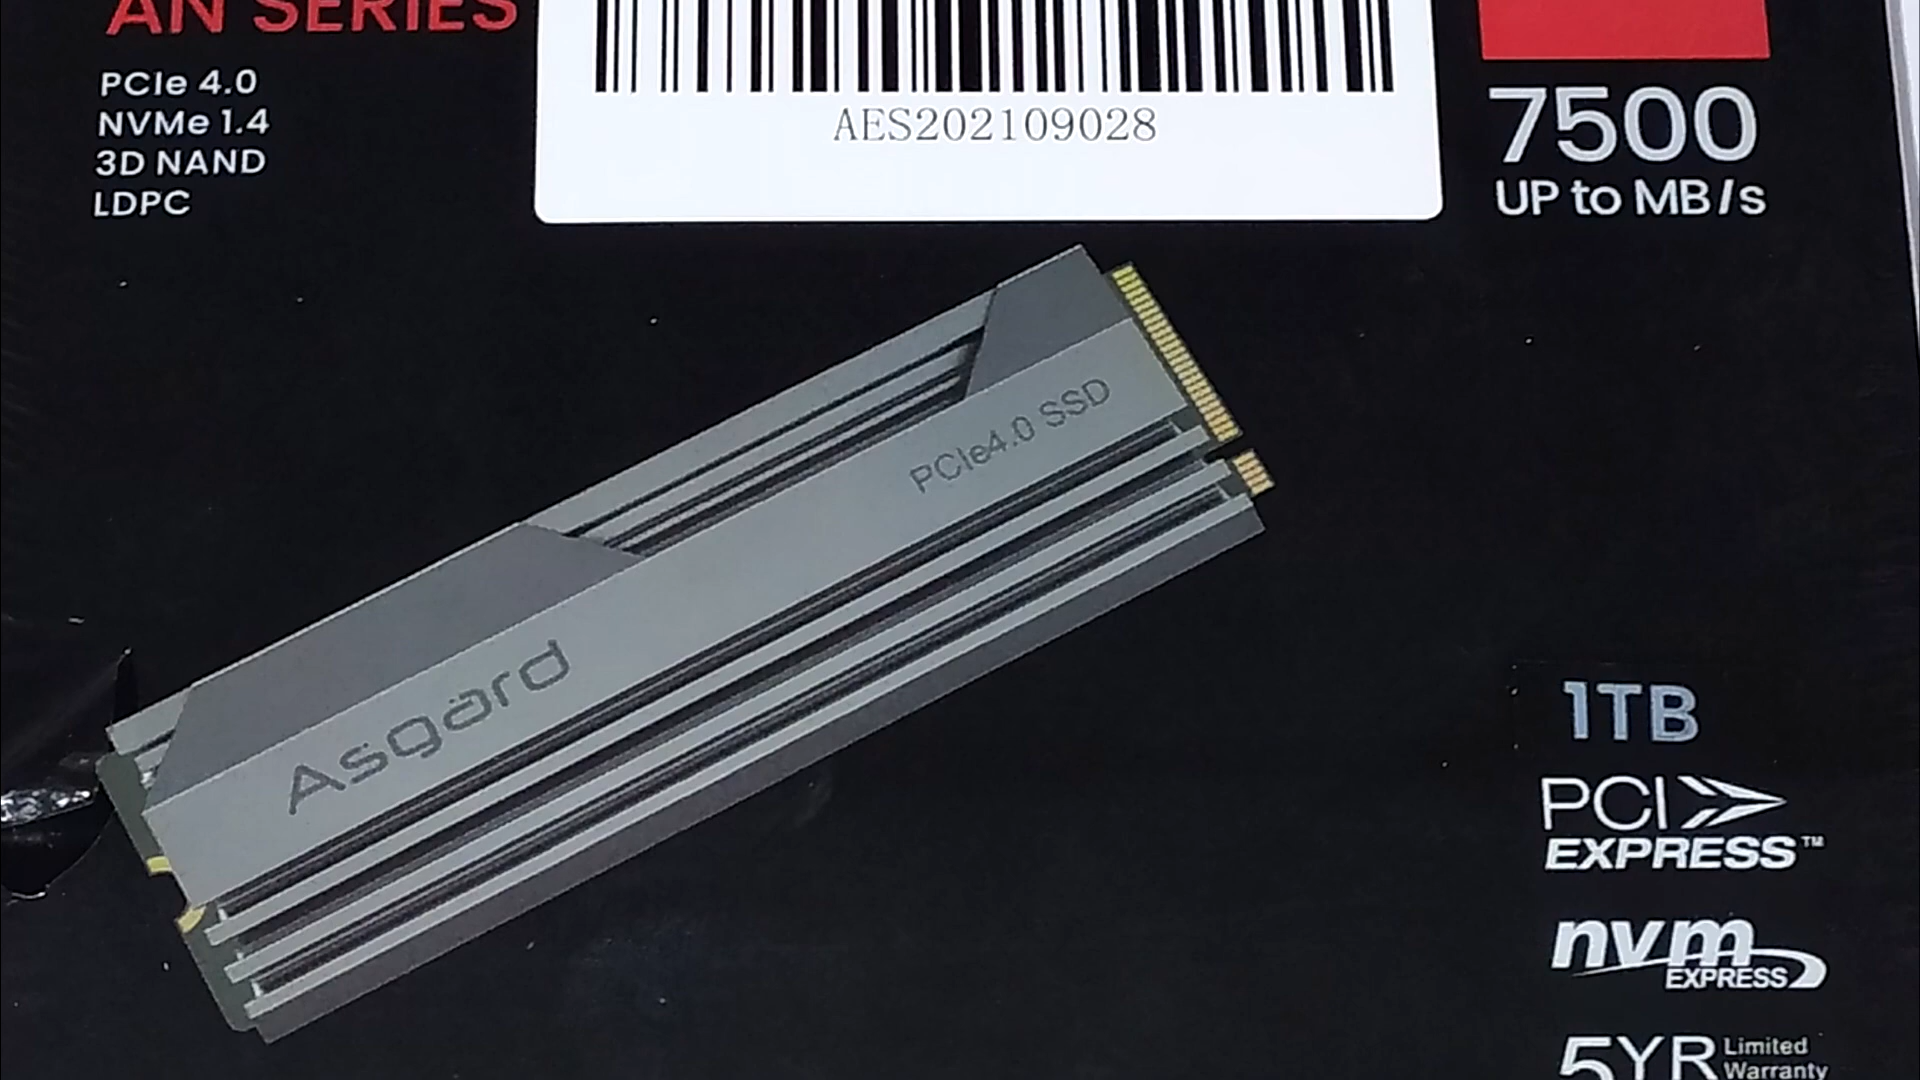 AN SERIES
PCIe 4.0
NVMe 1.4
3D NAND
LDPC
AES202109028
7500
UP to MB/s
PCIe4.0 SSD
Asgard
1TB
PCI
EXPRESS™
nvm
EXPRESS
5YR Limited
Warranty